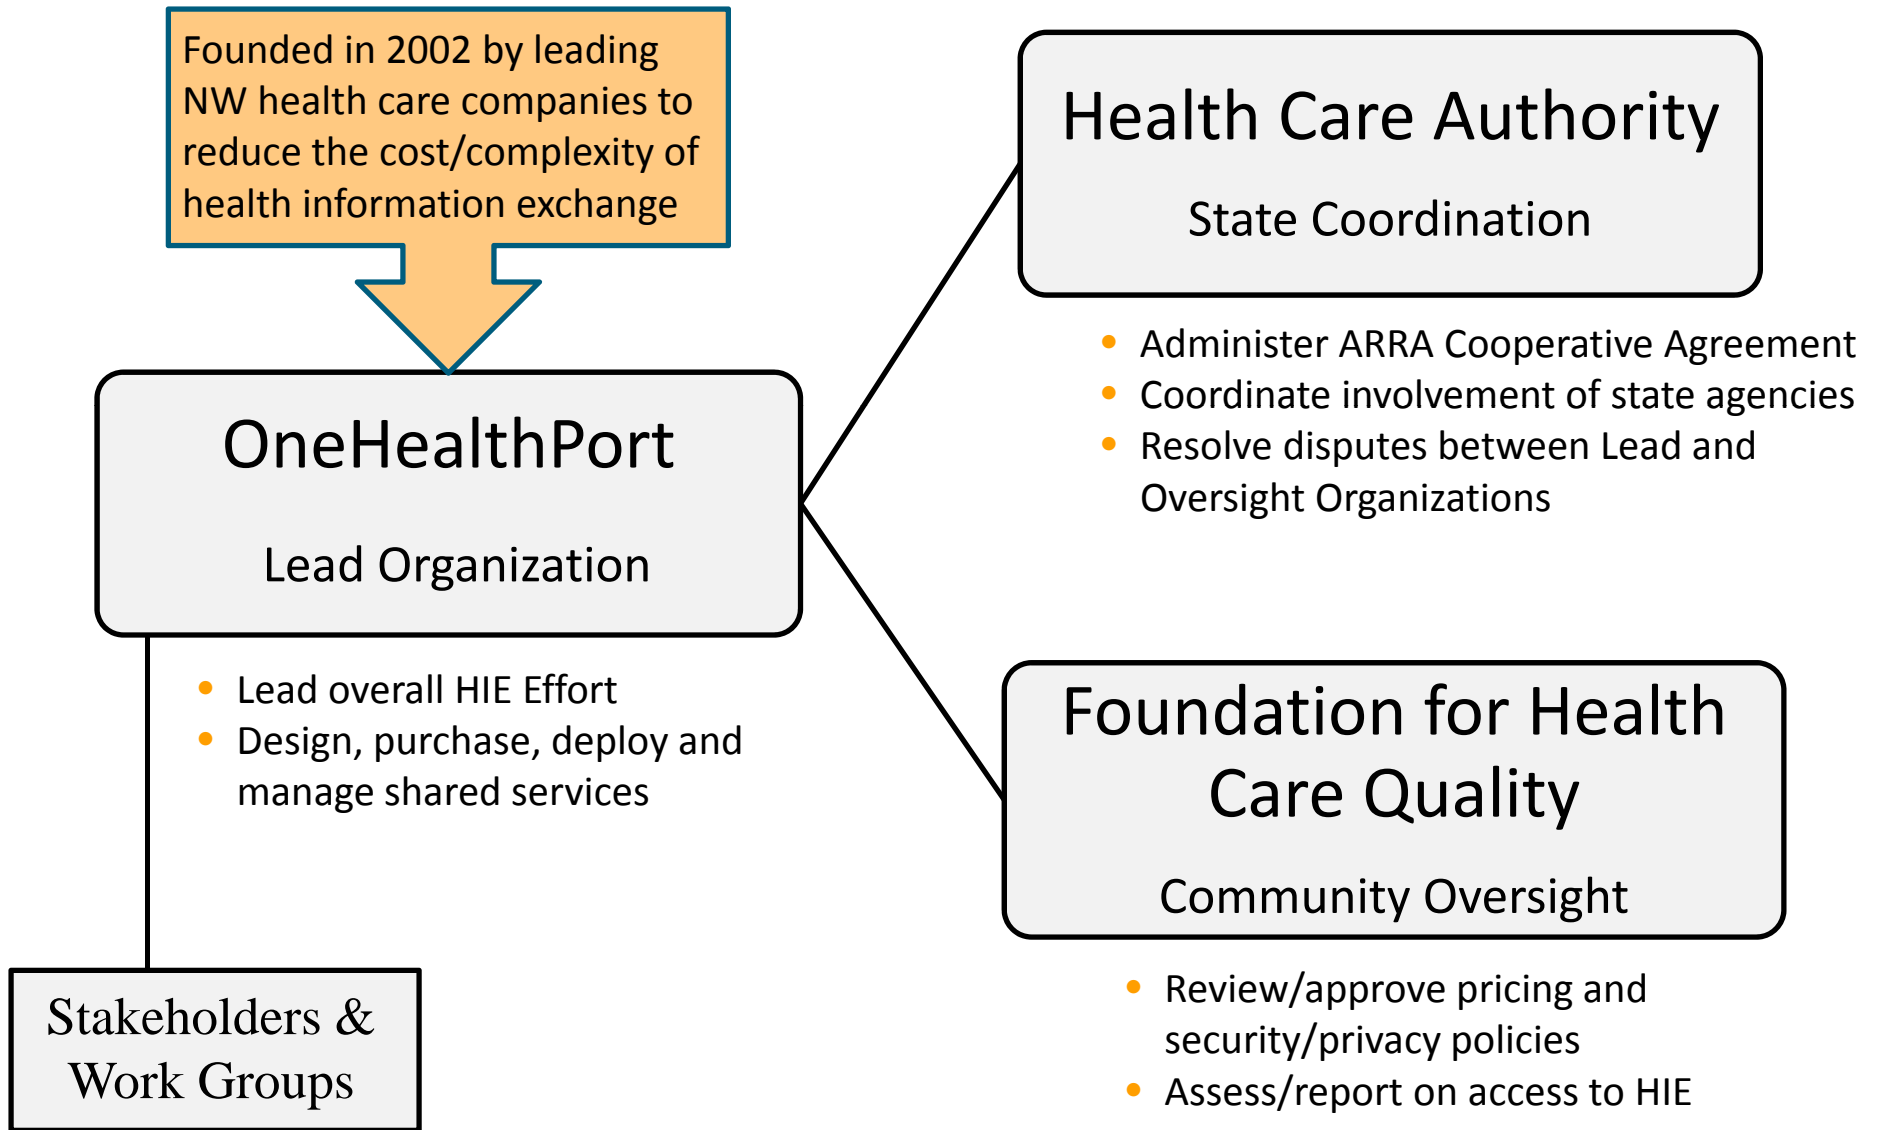 Founded in 2002 by leading
NW health care companies to
reduce the cost/complexity of
health information exchange
OneHealthPort
Lead Organization
• Lead overall HIE Effort
• Design, purchase, deploy and
manage shared services
Stakeholders &
Work Groups
Health Care Authority
State Coordination
• Administer ARRA Cooperative Agreement
• Coordinate involvement of state agencies
• Resolve disputes between Lead and
Oversight Organizations
Foundation for Health
Care Quality
Community Oversight
• Review/approve pricing and
security/privacy policies
• Assess/report on access to HIE